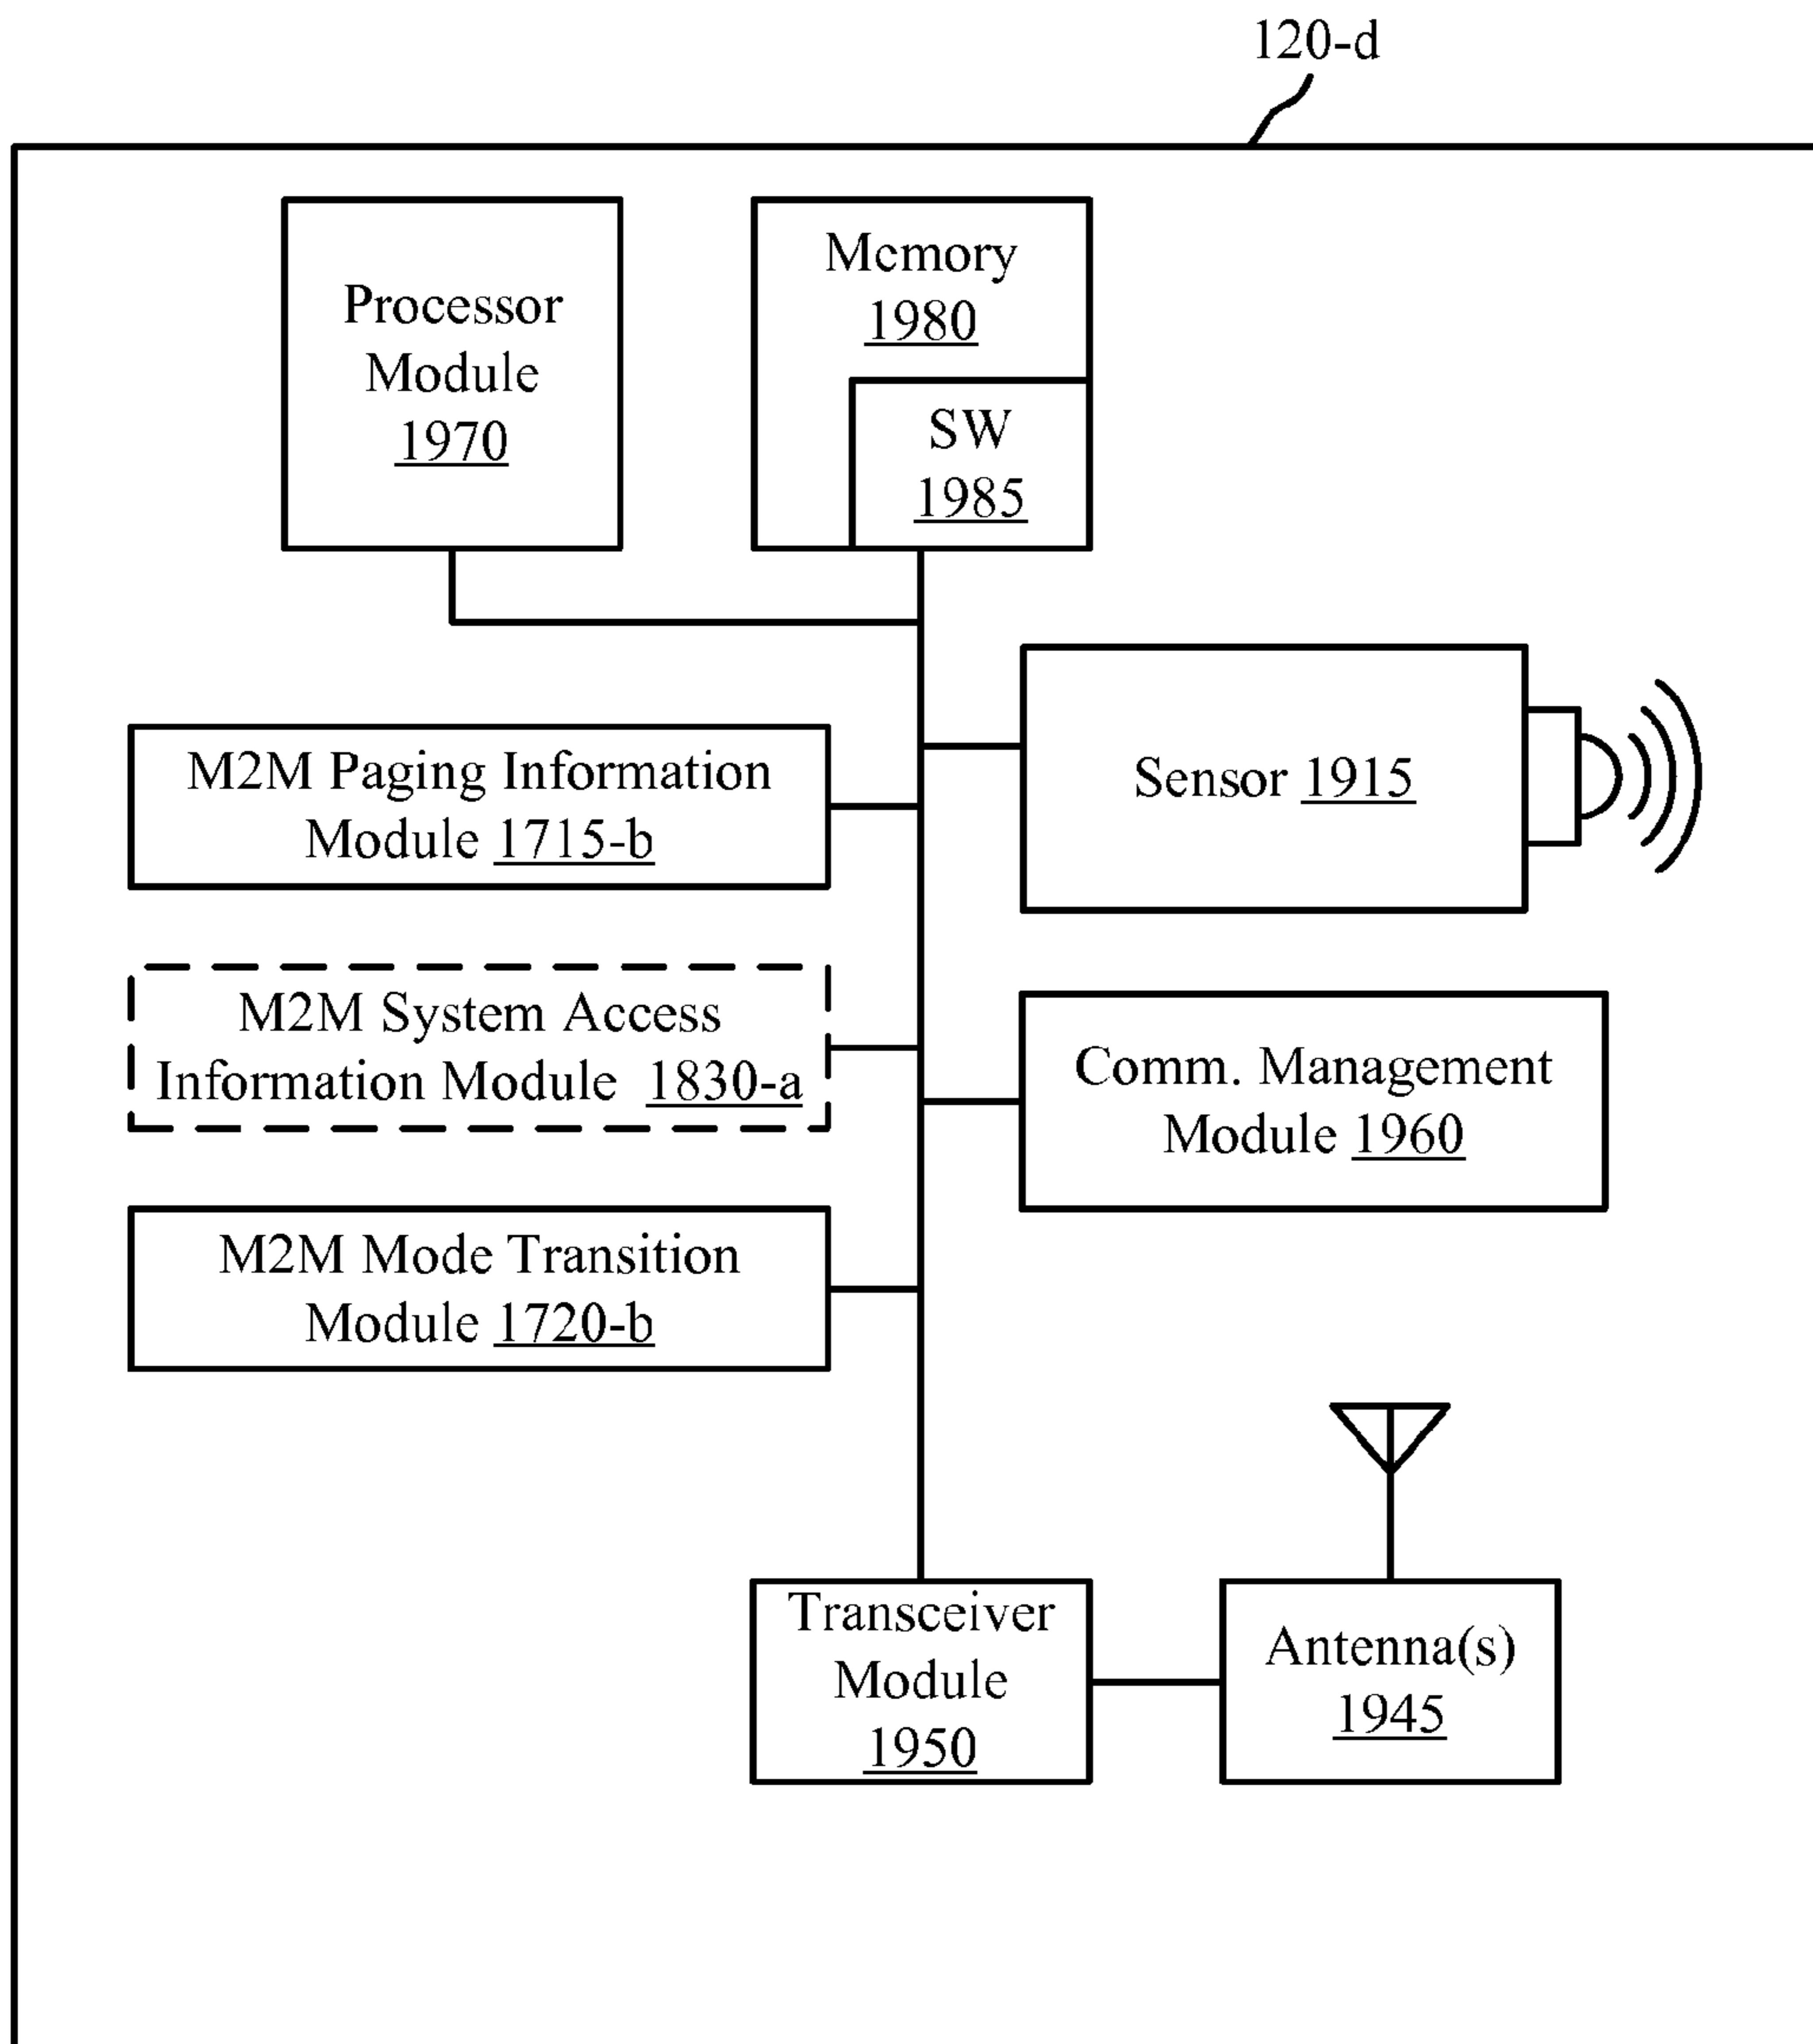 120-d
Processor
Module
1970
Memory
1980
SW
1985
M2M Paging Information
Module 1715-b
Sensor 1915
M2M System Access
Information Module 1830-a
Comm. Management
Module 1960
M2M Mode Transition
Module 1720-b
Transceiver
Module
1950
Antenna(s)
1945